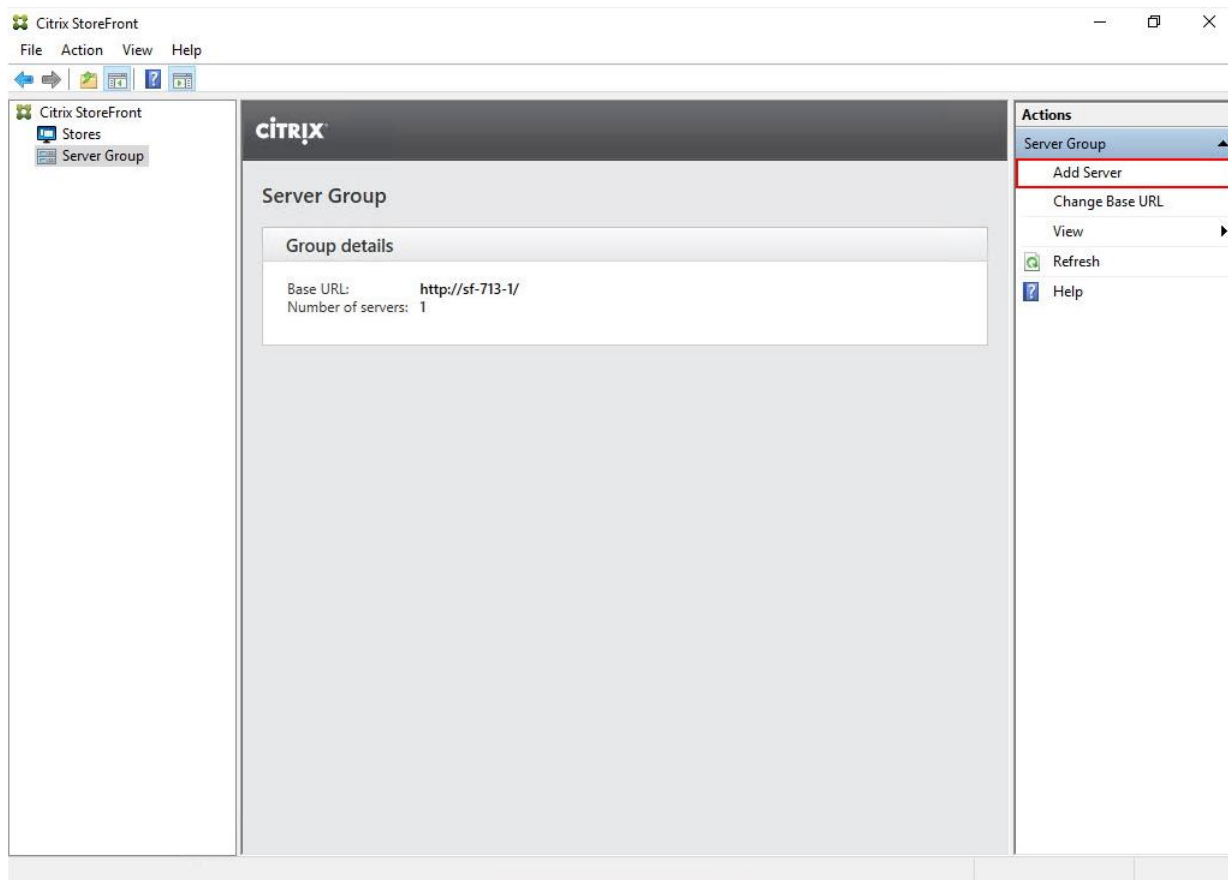 Citrix StoreFront
File Action View Help
Citrix StoreFront
Stores
Server Group
CITRIX
Server Group
Group details
Base URL: http://sf-713-1/
Number of servers: 1
Actions
Server Group
Add Server
Change Base URL
View
Refresh
Help